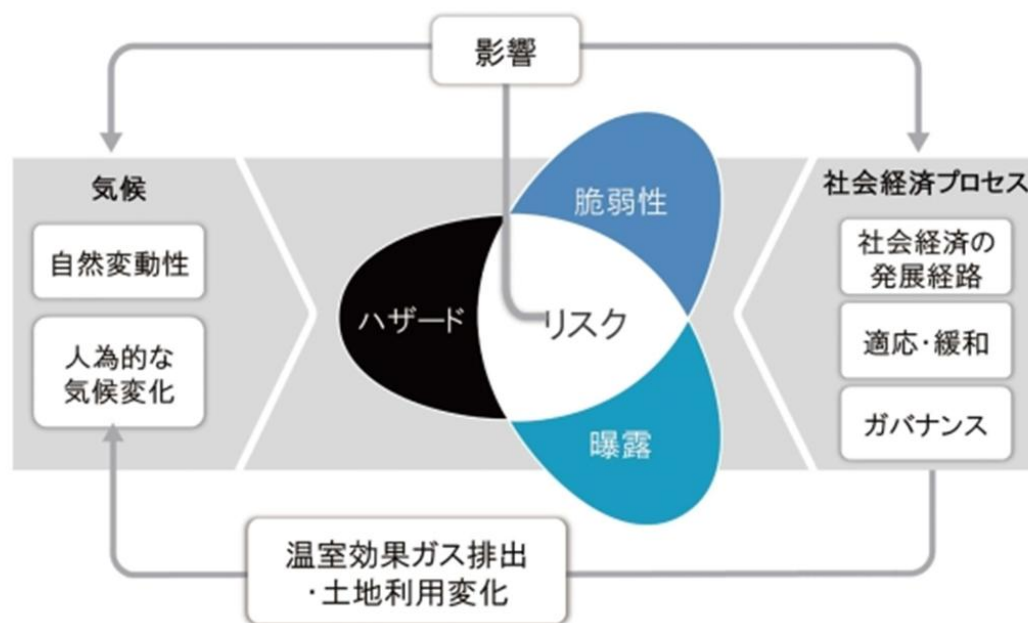 影響
気候
自然変動性
人為的な
気候変化
脆弱性
ハザード
リスク
曝露
社会経済プロセス
社会経済の
発展経路
適応・緩和
ガバナンス
温室効果ガス排出
・土地利用変化